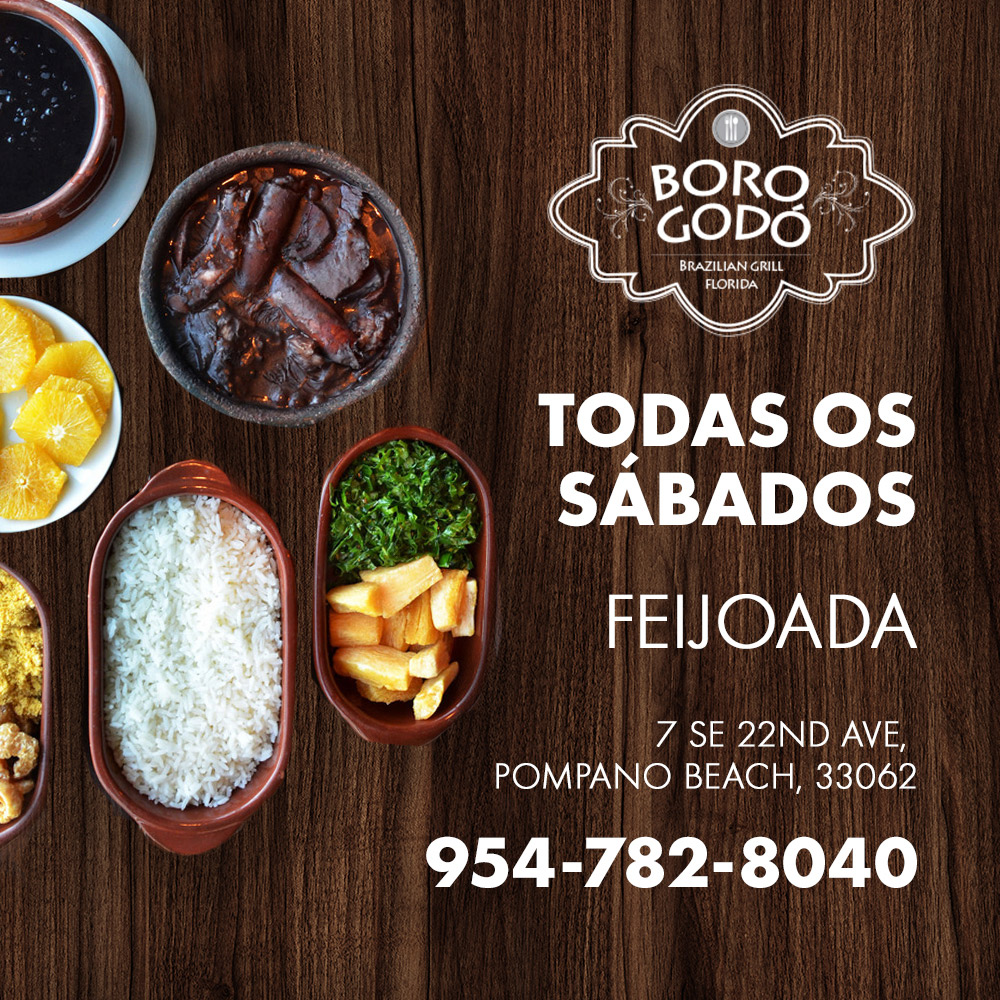 BORO
GODÓ
BRAZILIAN GRILL
FLORIDA
TODAS OS
SÁBADOS
FEIJOADA
7 SE 22ND AVE,
POMPANO BEACH, 33062
954-782-8040